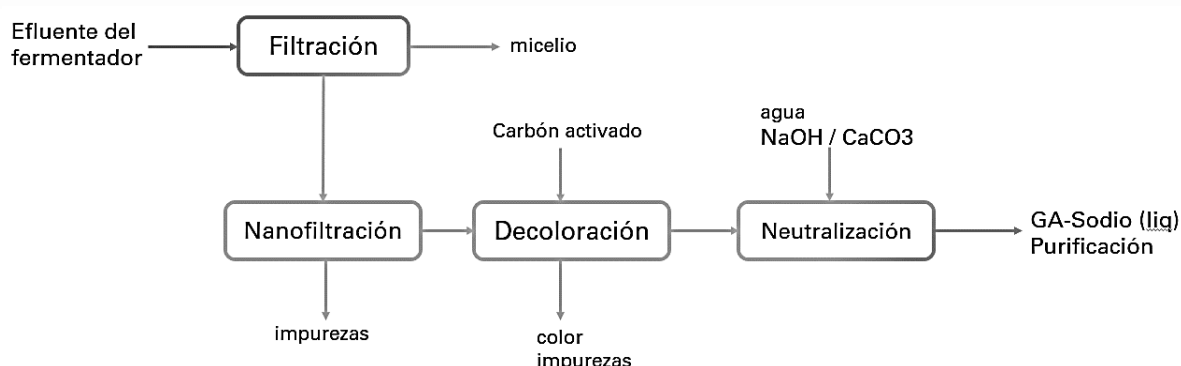 Efluente del
fermentador
Filtración
micelio
Carbón activado
agua
NaOH / CaCO3
Nanofiltración
Decoloración
Neutralización
GA-Sodio (liq)
Purificación
impurezas
color
impurezas